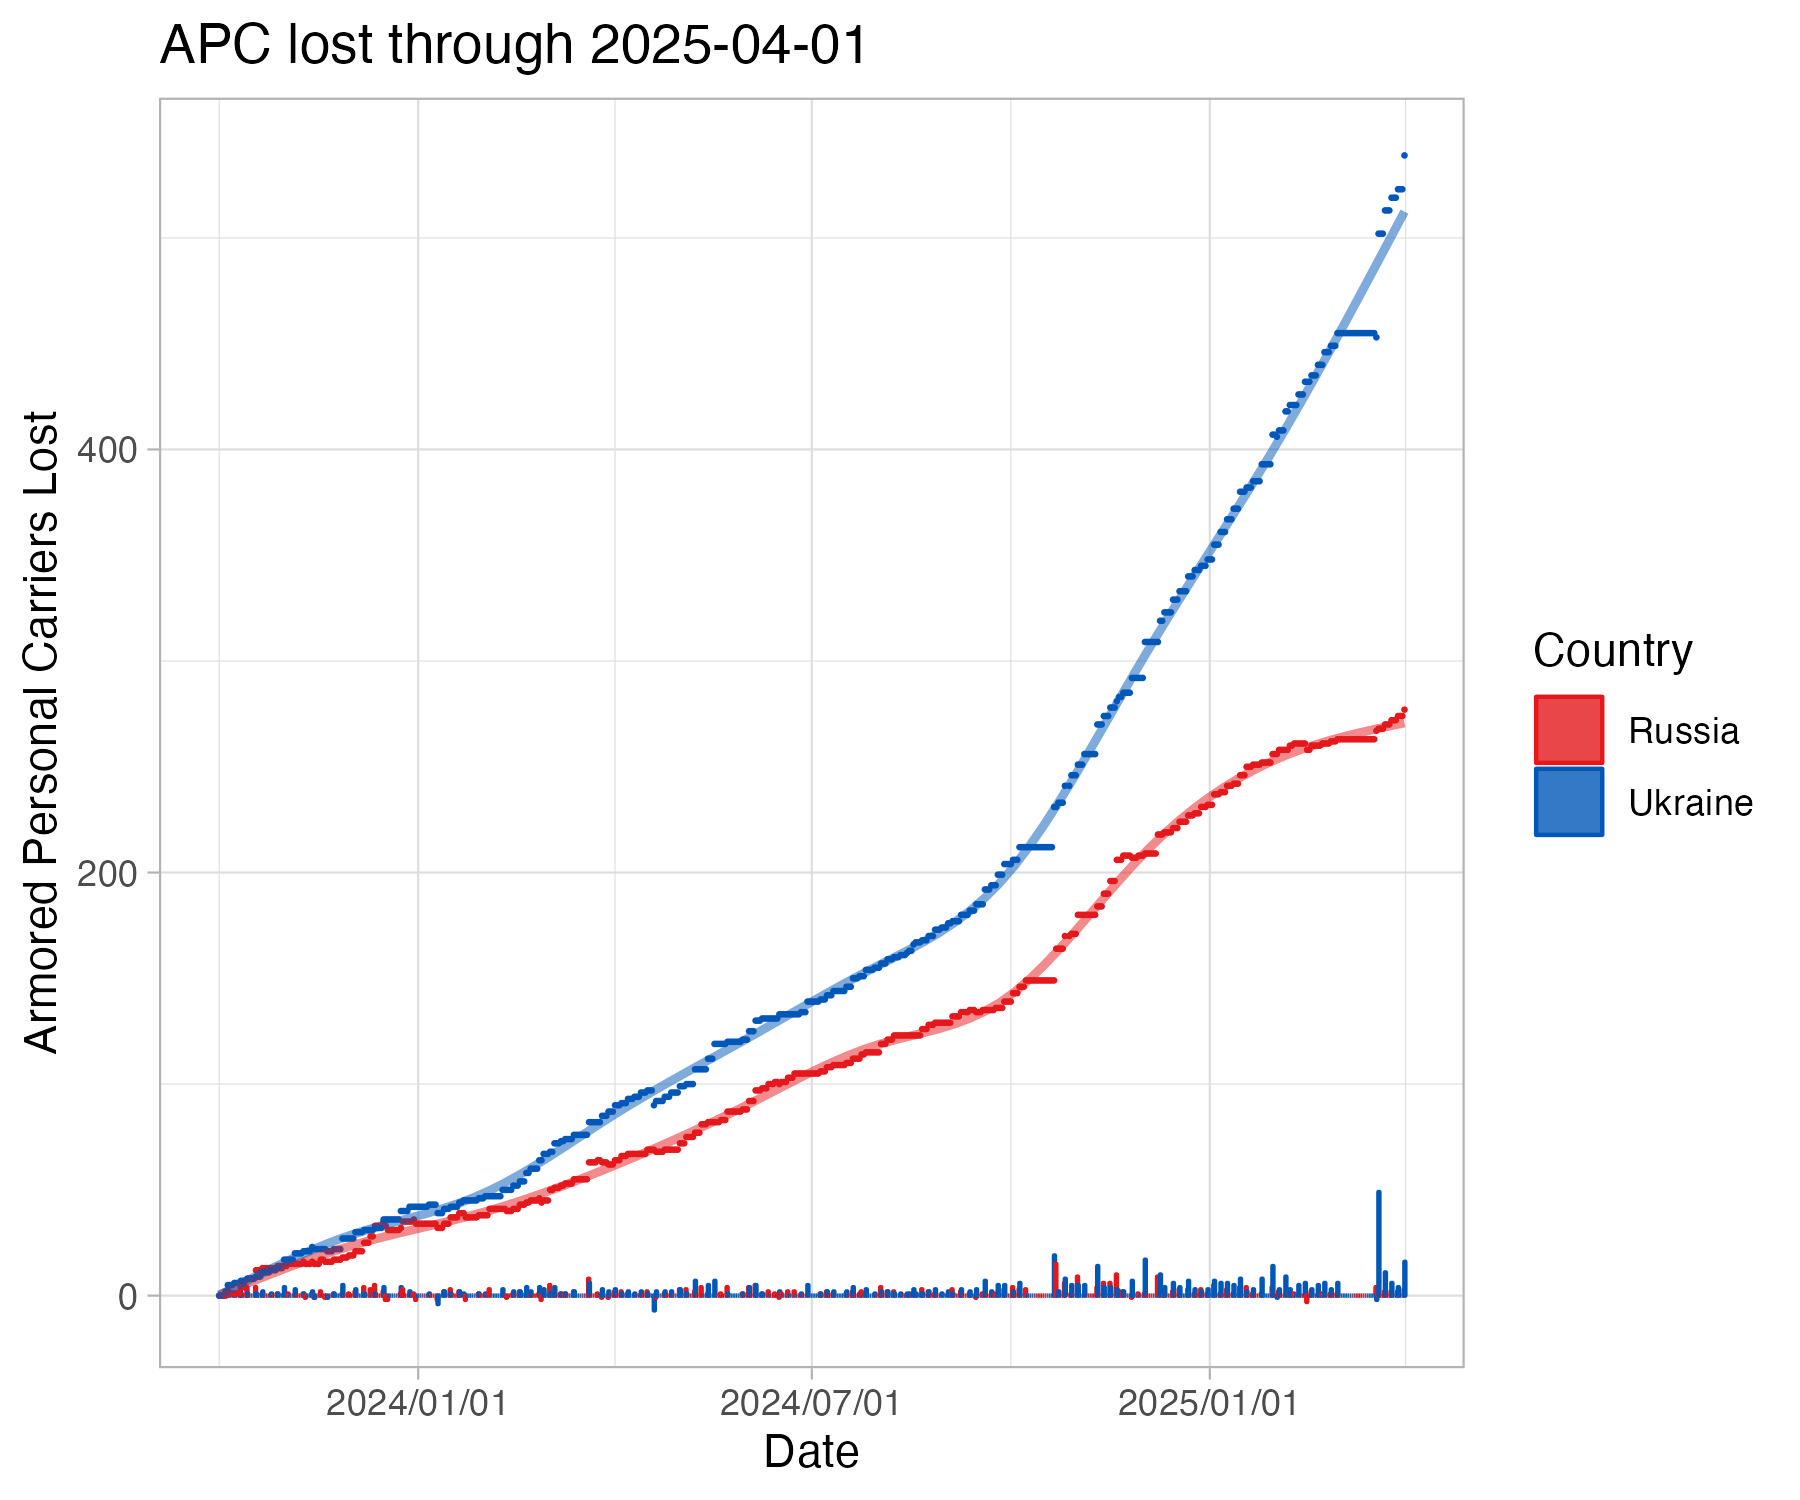 APC lost through 2025-04-01
Armored Personal Carriers Lost
400
200
0
2024/01/01
2024/07/01
2025/01/01
Date
Country
Russia
Ukraine